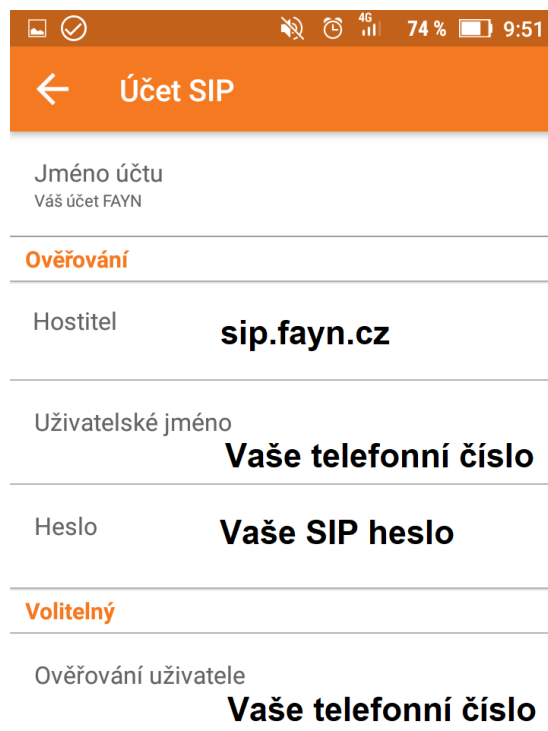 4G 74 % 9:51
Účet SIP
Jméno účtu
Váš účet FAYN
Ověřování
Hostitel
sip.fayn.cz
Uživatelské jméno
Vaše telefonní číslo
Heslo
Vaše SIP heslo
Volitelný
Ověřování uživatele
Vaše telefonní číslo